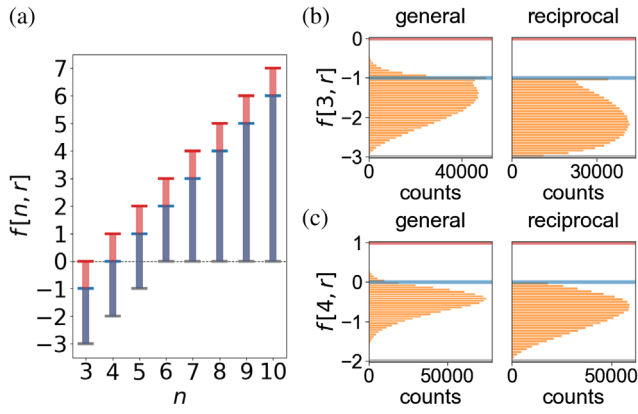 (a)
f[n, r]
7
6
5
4
3
2
1
0
−1
−2
−3
3 4 5 6 7 8 9 10
n
(b)
general reciprocal
f[3, r]
0
−1
−2
−3
0 40000 0 30000
counts counts
(c)
general reciprocal
f[4, r]
1
0
−1
−2
0 50000 0 50000
counts counts